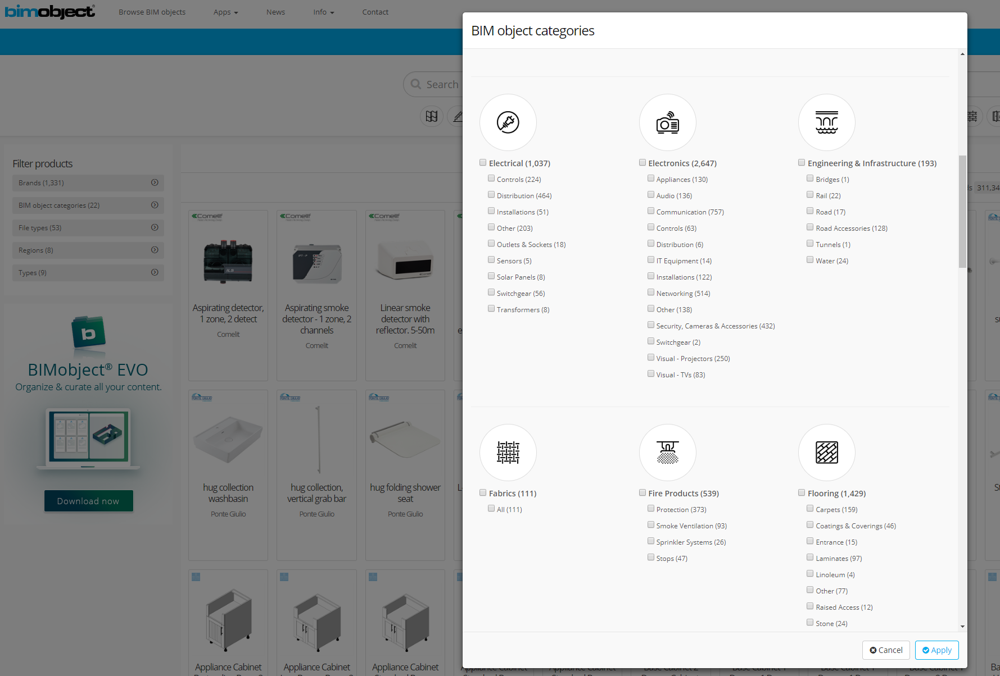 bimobject®
Browse BIM objects
Apps
News
Info
Contact
Search
Filter products
Brands (1,331)
BIM object categories (22)
File types (53)
Regions (8)
Types (9)
BIMobject® EVO
Organize & curate all your content.
Download now
Comelit
Comelit
Comelit
Aspirating detector,
1 zone, 2 detect
Comelit
Aspirating smoke
detector - 1 zone, 2
channels
Comelit
Linear smoke
detector with
reflector. 5-50m
Comelit
PONTE GIULIO
PONTE GIULIO
PONTE GIULIO
hug collection
washbasin
Ponte Giulio
hug collection,
vertical grab bar
Ponte Giulio
hug folding shower
seat
Ponte Giulio
Appliance Cabinet
Appliance Cabinet
Appliance Cabinet
BIM object categories
Electrical (1,037)
Controls (224)
Distribution (464)
Installations (51)
Other (203)
Outlets & Sockets (18)
Sensors (5)
Solar Panels (8)
Switchgear (56)
Transformers (8)
Electronics (2,647)
Appliances (130)
Audio (136)
Communication (757)
Controls (63)
Distribution (6)
IT Equipment (14)
Installations (122)
Networking (514)
Other (138)
Security, Cameras & Accessories (432)
Switchgear (2)
Visual - Projectors (250)
Visual - TVs (83)
Engineering & Infrastructure (193)
Bridges (1)
Rail (22)
Road (17)
Road Accessories (128)
Tunnels (1)
Water (24)
Fabrics (111)
All (111)
Fire Products (539)
Protection (373)
Smoke Ventilation (93)
Sprinkler Systems (26)
Stops (47)
Flooring (1,429)
Carpets (159)
Coatings & Coverings (46)
Entrance (15)
Laminates (97)
Linoleum (4)
Other (77)
Raised Access (12)
Stone (24)
Cancel
Apply
311,34